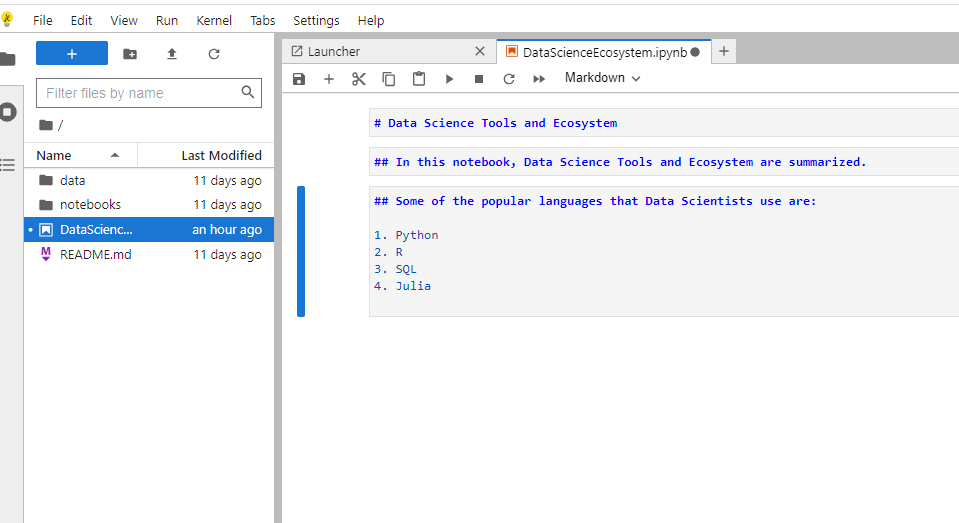 File Edit View Run Kernel Tabs Settings Help
Launcher
DataScienceEcosystem.ipynb
Markdown
Filter files by name
/
Name Last Modified
data 11 days ago
notebooks 11 days ago
DataScienc... an hour ago
README.md 11 days ago
# Data Science Tools and Ecosystem
## In this notebook, Data Science Tools and Ecosystem are summarized.
## Some of the popular languages that Data Scientists use are:
1. Python
2. R
3. SQL
4. Julia